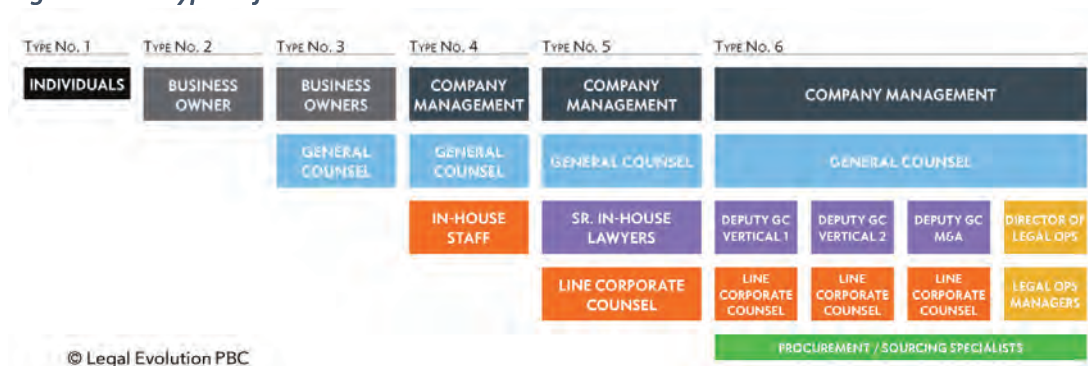 TYPE NO. 1 TYPE NO. 2 TYPE NO. 3 TYPE NO. 4 TYPE NO. 5 TYPE NO. 6
INDIVIDUALS
BUSINESS
OWNER
BUSINESS
OWNERS
COMPANY
MANAGEMENT
COMPANY
MANAGEMENT
COMPANY MANAGEMENT
GENERAL
COUNSEL
GENERAL
COUNSEL
GENERAL COUNSEL
GENERAL COUNSEL
IN-HOUSE
STAFF
SR. IN-HOUSE
LAWYERS
DEPUTY GC
VERTICAL 1
DEPUTY GC
VERTICAL 2
DEPUTY GC
M&A
DIRECTOR OF
LEGAL OPS
LINE CORPORATE
COUNSEL
LINE
CORPORATE
COUNSEL
LINE
CORPORATE
COUNSEL
LINE
CORPORATE
COUNSEL
LEGAL OPS
MANAGERS
PROCUREMENT / SOURCING SPECIALISTS
© Legal Evolution PBC